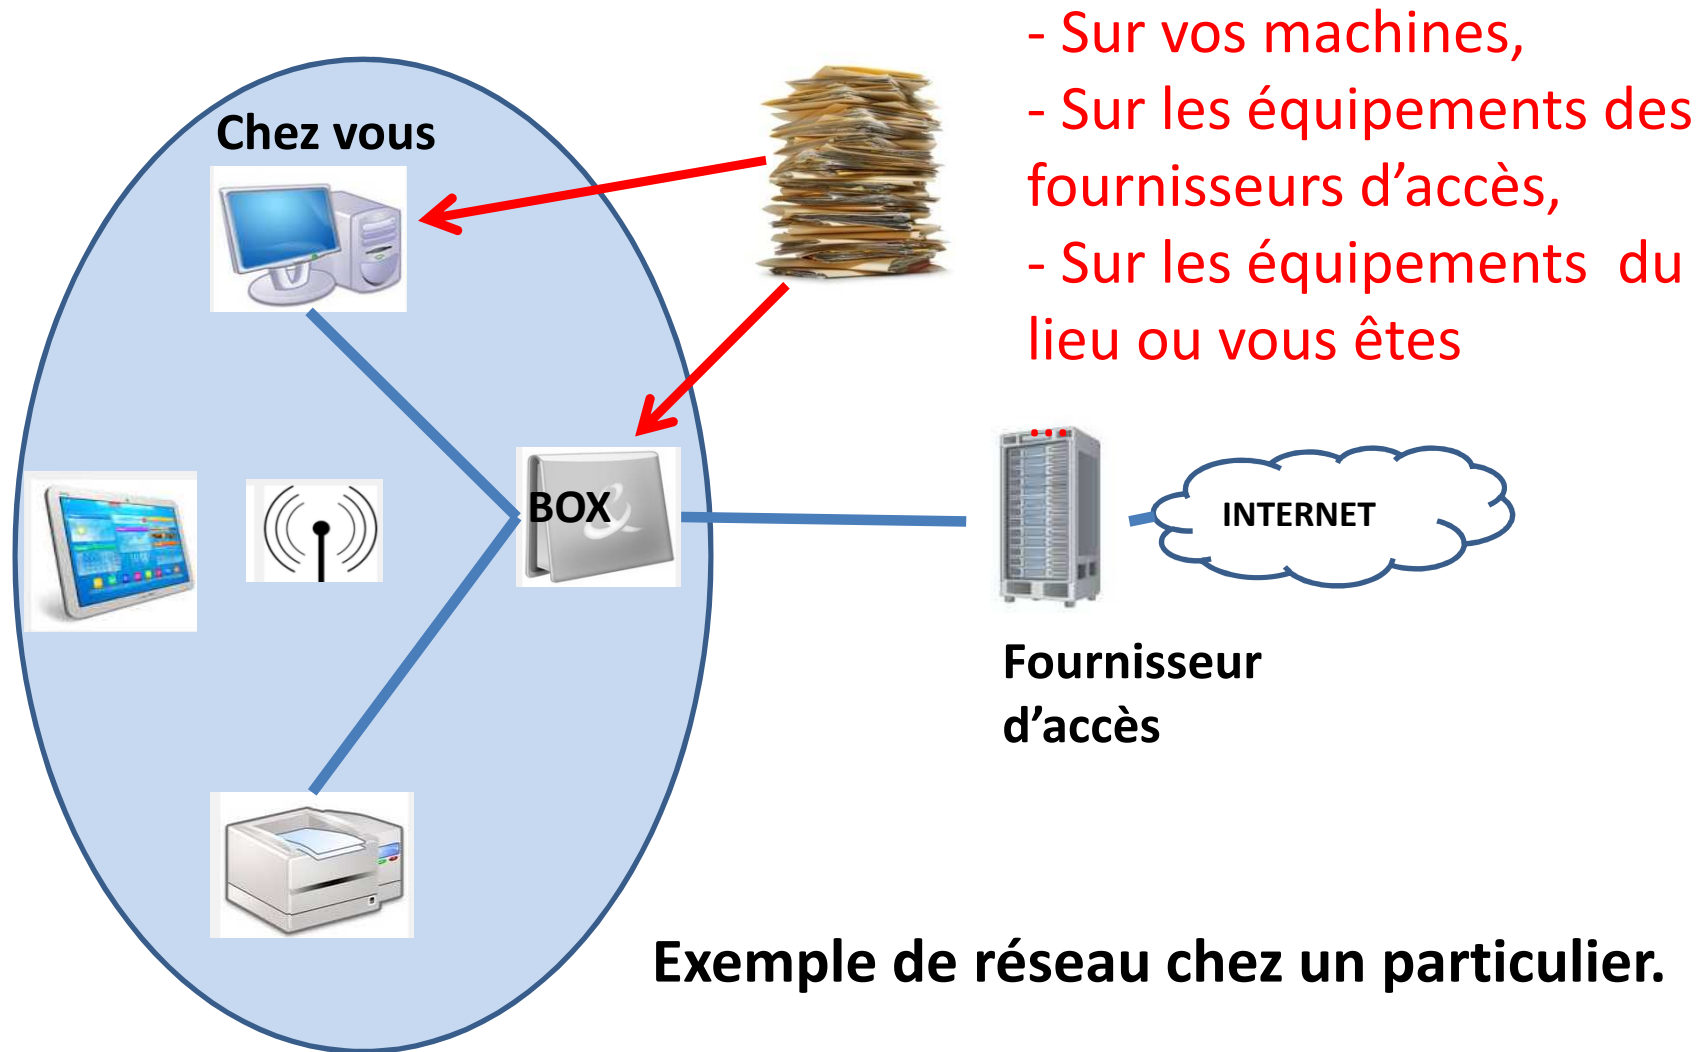 - Sur vos machines,
- Sur les équipements des
fournisseurs d’accès,
- Sur les équipements  du
lieu ou vous êtes
...
Chez vous
BOX
INTERNET
Fournisseur
d’accès
Exemple de réseau chez un particulier.